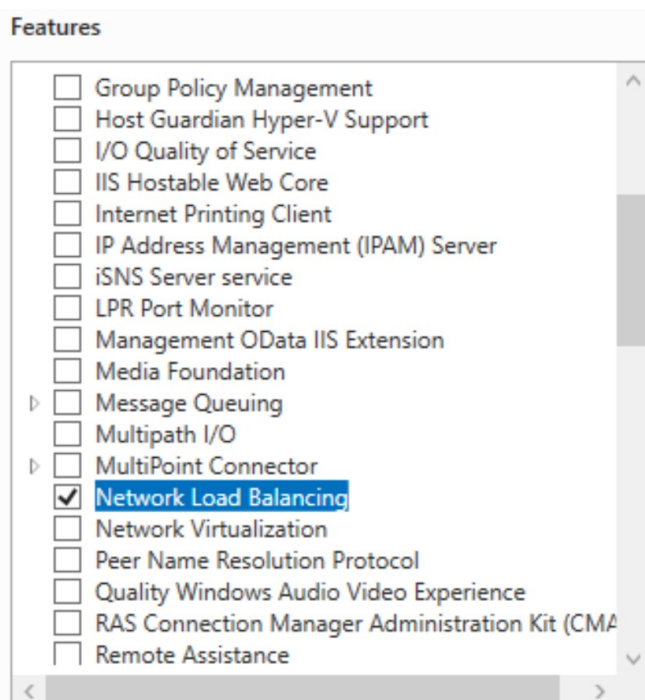 Features
Group Policy Management
Host Guardian Hyper-V Support
I/O Quality of Service
IIS Hostable Web Core
Internet Printing Client
IP Address Management (IPAM) Server
iSNS Server service
LPR Port Monitor
Management OData IIS Extension
Media Foundation
Message Queuing
Multipath I/O
MultiPoint Connector
Network Load Balancing
Network Virtualization
Peer Name Resolution Protocol
Quality Windows Audio Video Experience
RAS Connection Manager Administration Kit (CMA
Remote Assistance